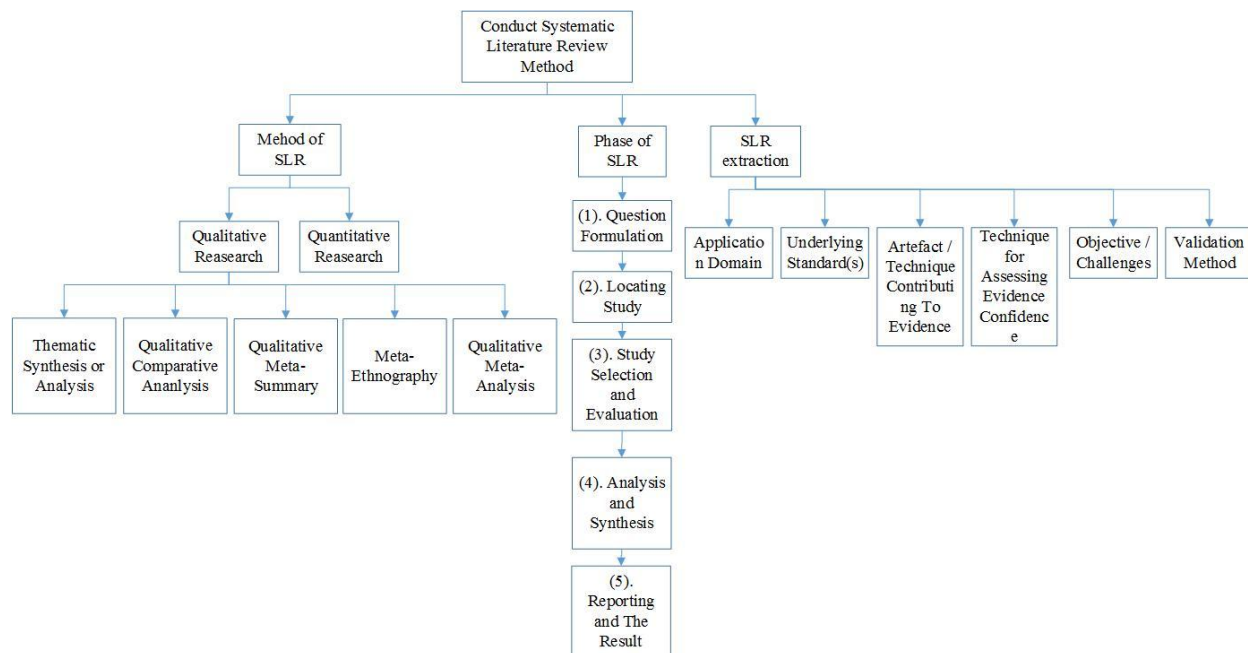 Conduct Systematic
Literature Review
Method
Mehod of
SLR
Phase of
SLR
SLR
extraction
Qualitative
Reasearch
Quantitative
Reasearch
(1). Question
Formulation
Applicatio
n Domain
Underlying
Standard(s)
Artefact /
Technique
Contributi
ng To
Evidence
Technique
for
Assessing
Evidence
Confidenc
e
Objective /
Challenges
Validation
Method
(2). Locating
Study
Thematic
Synthesis or
Analysis
Qualitative
Comparative
Ananlysis
Qualitative
Meta-
Summary
Meta-
Ethnography
Qualitative
Meta-
Analysis
(3). Study
Selection
and
Evaluation
(4). Analysis
and
Synthesis
(5).
Reporting
and The
Result